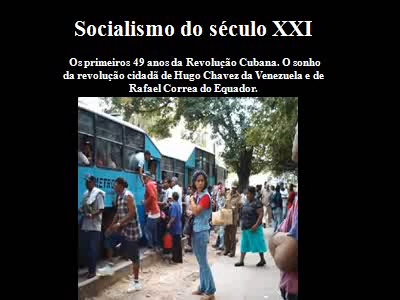 Socialismo do século XXI
Os primeiros 49 anos da Revolução Cubana. O sonho
da revolução cidadã de Hugo Chavez da Venezuela e de
Rafael Correa do Equador.
METRO